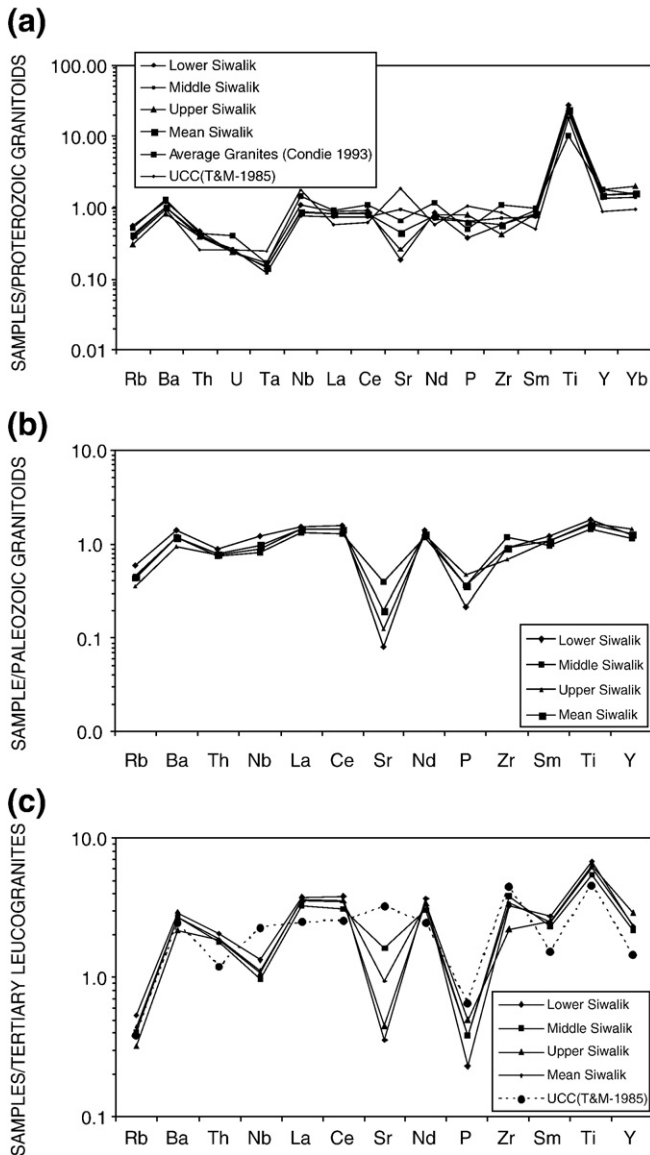 (a)
SAMPLES/PROTEROZOIC GRANITOIDS
100.00
10.00
1.00
0.10
0.01
Lower Siwalik
Middle Siwalik
Upper Siwalik
Mean Siwalik
Average Granites (Condie 1993)
UCC(T&M-1985)
Rb Ba Th U Ta Nb La Ce Sr Nd P Zr Sm Ti Y Yb
(b)
SAMPLE/PALEOZOIC GRANITOIDS
10.0
1.0
0.1
0.0
Lower Siwalik
Middle Siwalik
Upper Siwalik
Mean Siwalik
Rb Ba Th Nb La Ce Sr Nd P Zr Sm Ti Y
(c)
SAMPLES/TERTIARY LEUCOGRANITES
10.0
1.0
0.1
Lower Siwalik
Middle Siwalik
Upper Siwalik
Mean Siwalik
UCC(T&M-1985)
Rb Ba Th Nb La Ce Sr Nd P Zr Sm Ti Y